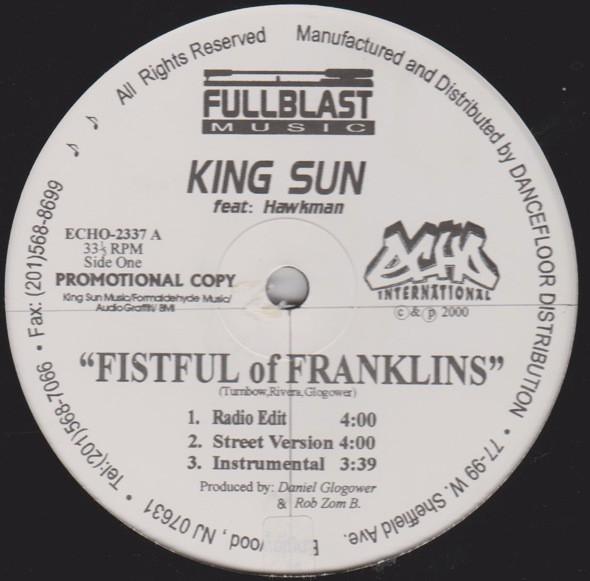 All Rights Reserved
Manufactured and Distributed by DANCEFLOOR DISTRIBUTION • 77-99 W. Sheffield Ave.
wood, NJ 07631 • Tel:(201)568-7066 • Fax: (201)568-8699
FULLBLAST
MUSIC
KING SUN
feat: Hawkman
ECHO-2337 A
33⅓ RPM
Side One
PROMOTIONAL COPY
King Sun Music/Formaldehyde Music/
Audio Graffiti/ BMI
ECHO
INTERNATIONAL
©&℗ 2000
“FISTFUL of FRANKLINS”
(Turnbow,Rivera,Glogower)
1. Radio Edit 4:00
2. Street Version 4:00
3. Instrumental 3:39
Produced by: Daniel Glogower
& Rob Zom B.